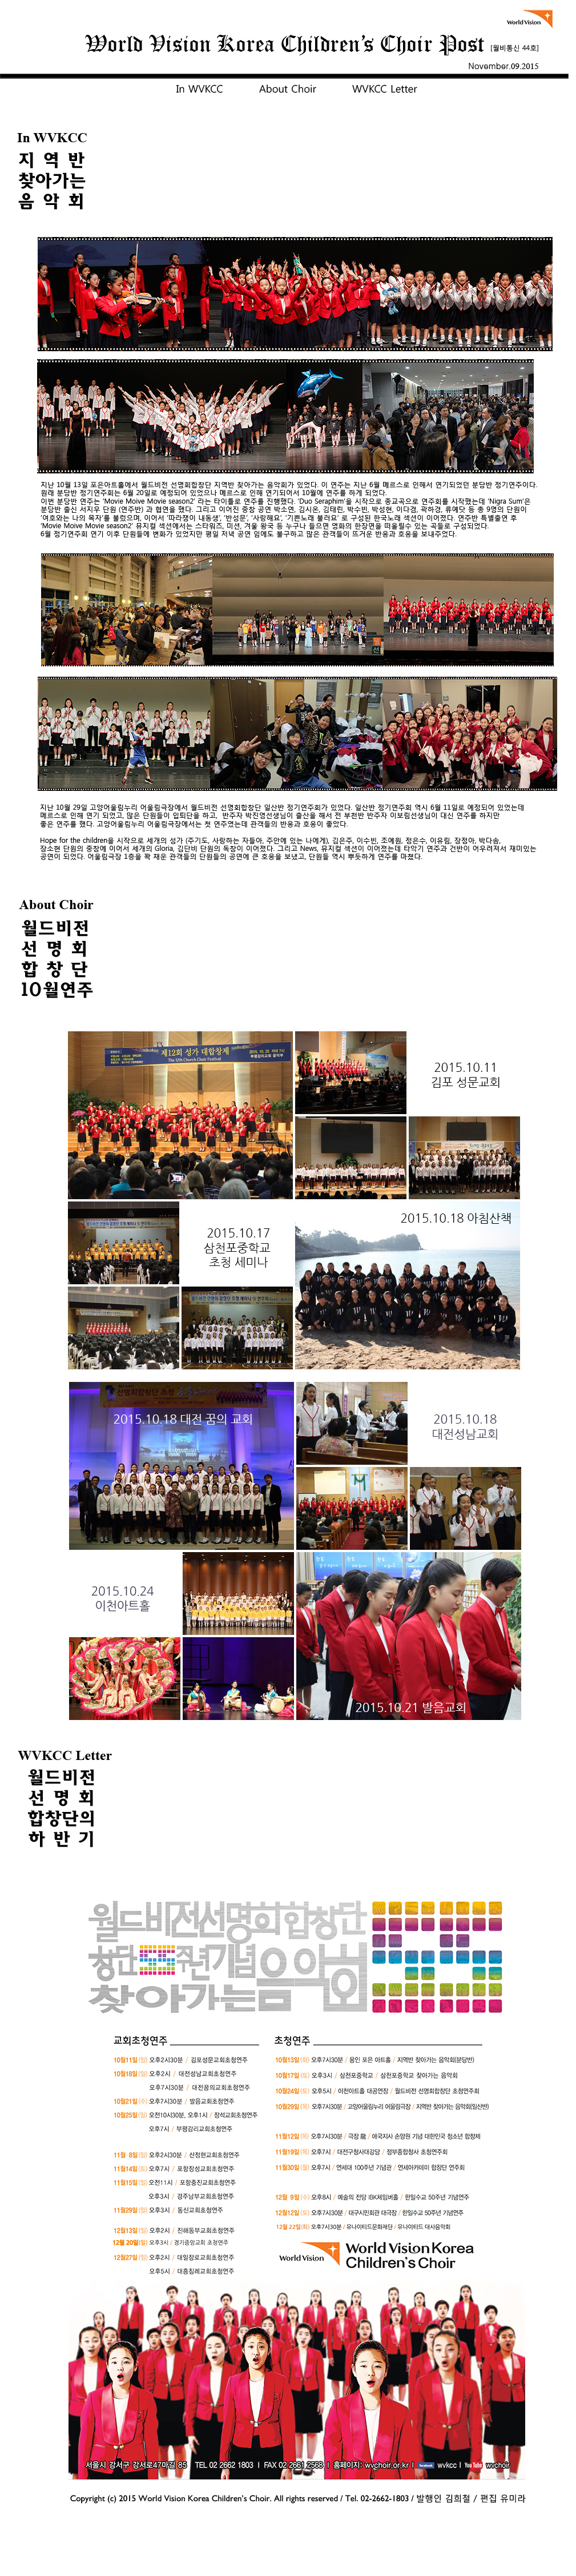 World Vision
World Vision Korea Children's Choir Post [월비통신 44호]
November.09.2015
In WVKCC About Choir WVKCC Letter
In WVKCC
지 역 반
찾아가는
음 악 회
지난 10월 13일 포은아트홀에서 월드비전 선명회합창단 지역반 찾아가는 음악회가 있었다. 이 연주는 지난 6월 메르스로 인해서 연기되었던 분당반 정기연주이다.
원래 분당반 정기연주회는 6월 20일로 예정되어 있었으나 메르스로 인해 연기되어서 10월에 연주를 하게 되었다.
이번 분당반 연주는 'Movie Moive Movie season2' 라는 타이틀로 연주를 진행했다. 'Duo Seraphim'을 시작으로 종교곡으로 연주회를 시작했는데 'Nigra Sum'은
분당반 출신 서지우 단원 (연주반) 과 협연을 했다. 그리고 이어진 중창 공연 박소연, 김시온, 김태린, 박수빈, 박성현, 이다겸, 곽하겸, 류예담 등 총 9명의 단원이
'여호와는 나의 목자'를 불렀으며, 이어서 '따라쟁이 내동생', '반성문', '사랑해요', '기쁜노래 불러요' 로 구성된 한국노래 색션이 이어졌다. 연주반 특별출연 후
'Movie Moive Movie season2' 뮤지컬 색션에서는 스타워즈, 미션, 겨울 왕국 등 누구나 들으면 영화의 한장면을 떠올릴수 있는 곡들로 구성되었다.
6월 정기연주회 연기 이후 단원들에 변화가 있었지만 평일 저녁 공연 임에도 불구하고 많은 관객들이 뜨거운 반응과 호응을 보내주었다.
지난 10월 29일 고양어울림누리 어울림극장에서 월드비전 선명회합창단 일산반 정기연주회가 있었다. 일산반 정기연주회 역시 6월 11일로 예정되어 있었는데
메르스로 인해 연기 되었고, 많은 단원들이 입퇴단을 하고, 반주자 박진영선생님이 출산을 해서 전 부천반 반주자 이보림선생님이 대신 연주를 하지만
좋은 연주를 했다. 고양어울림누리 어울림극장에서는 첫 연주였는데 관객들의 반응과 호응이 좋았다.
Hope for the children을 시작으로 세개의 성가 (주기도, 사랑하는 자들아, 주안에 있는 나에게), 김은주, 이수빈, 조예원, 정은수, 이유림, 장정아, 박다솜,
장소현 단원의 중창에 이어서 세개의 Gloria, 김단비 단원의 독창이 이어졌다. 그리고 News, 뮤지컬 색션이 이어졌는데 타악기 연주과 건반이 어우려져서 재미있는
공연이 되었다. 어울림극장 1층을 꽉 재운 관객들의 단원들의 공연에 큰 호응을 보냈고, 단원들 역시 뿌듯하게 연주를 마쳤다.
About Choir
월드비전
선 명 회
합 창 단
10월연주
제12회 성가 대합창제
2015.10.11
김포 성문교회
2015.10.17
삼천포중학교
초청 세미나
2015.10.18 아침산책
2015.10.18 대전 꿈의 교회
2015.10.18
대전성남교회
2015.10.24
이천아트홀
2015.10.21 발음교회
WVKCC Letter
월드비전
선 명 회
합창단의
하 반 기
월드비전선명회합창단
창단55주년기념
찾아가는음악회
교회초청연주
10월11일(일) 오후2시30분 / 김포성문교회초청연주
10월18일(일) 오후2시 / 대전성남교회초청연주
오후7시30분 / 대전꿈의교회초청연주
10월21일(수) 오후7시30분 / 발음교회초청연주
10월25일(일) 오전10시30분, 오후1시 / 장석교회초청연주
오후7시 / 부평감리교회초청연주
11월 8일(일) 오후2시30분 / 신정현교회초청연주
11월14일(토) 오후7시 / 포항장성교회초청연주
11월15일(일) 오전11시 / 포항충진교회초청연주
오후3시 / 경주남부교회초청연주
11월29일(일) 오후3시 / 동신교회초청연주
12월13일(일) 오후2시 / 진해동부교회초청연주
12월 20일(일) 오후3시 / 경기중앙교회 초청연주
12월27일(일) 오후2시 / 대일장로교회초청연주
오후5시 / 대흥침례교회초청연주
초청연주
10월13일(화) 오후7시30분 / 용인 포은 아트홀 / 지역반 찾아가는 음악회(분당반)
10월17일(토) 오후3시 / 삼천포중학교 / 삼천포중학교 찾아가는 음악회
10월24일(토) 오후5시 / 이천아트홀 대공연장 / 월드비전 선명회합창단 초청연주회
10월29일(목) 오후7시30분 / 고양어울림누리 어울림극장 / 지역반 찾아가는 음악회(일산반)
11월12일(목) 오후7시30분 / 극장 龍 / 애국지사 손양원 기념 대한민국 청소년 합창제
11월19일(목) 오후7시 / 대전구청사대강당 / 정부종합청사 초청연주회
11월30일(월) 오후7시 / 연세대 100주년 기념관 / 연세아카데미 합창단 연주회
12월 9일(수) 오후8시 / 예술의 전당 IBK체임버홀 / 한일수교 50주년 기념연주
12월12일(토) 오후7시30분 / 대구시민회관 대극장 / 한일수교 50주년 기념연주
12월 22일(화) 오후7시30분 / 유나이티드문화재단 / 유나이티드 대사음악회
World Vision World Vision Korea
Children's Choir
서울시 강서구 강서로47마길 85 TEL 02 2662 1803 I FAX 02 2661 2568 I 홈페이지: wvchoir.or.kr I facebook wvkcc I You Tube wvchoir
Copyright (c) 2015 World Vision Korea Children's Choir. All rights reserved / Tel. 02-2662-1803 / 발행인 김희철 / 편집 유미라